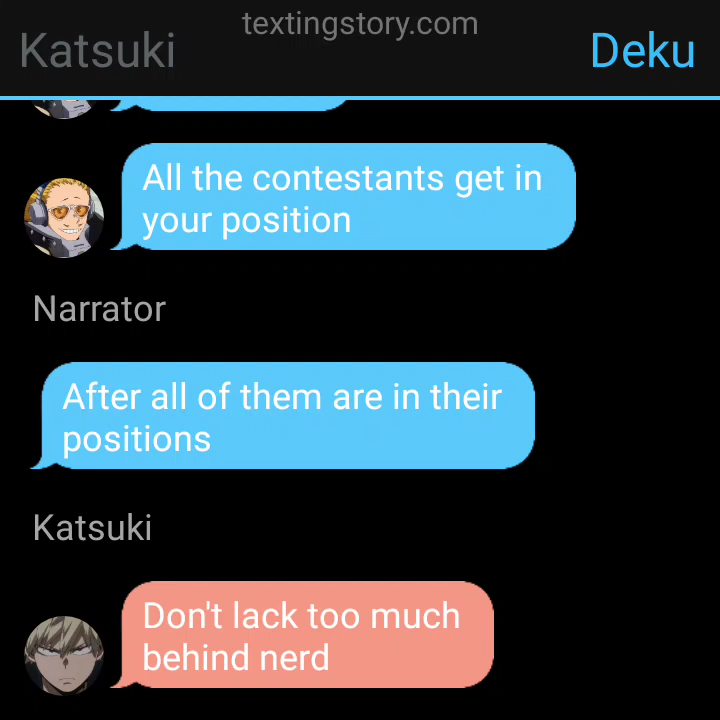 textingstory.com
Katsuki
Deku
All the contestants get in
your position
Narrator
After all of them are in their
positions
Katsuki
Don't lack too much
behind nerd